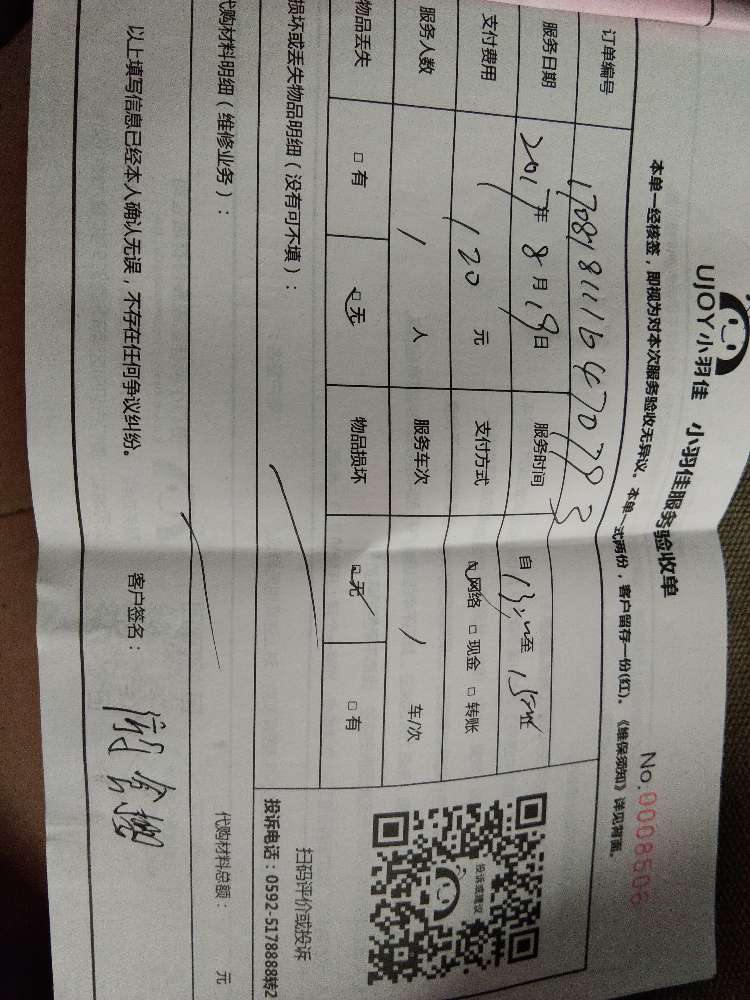 UJOY小羽佳 小羽佳服务验收单
No.0008506
本单一经核签，即视为对本次服务验收无异议。本单一式两份，客户留存一份(红)。《维保须知》详见背面。
订单编号
服务日期 2017年8月19日 服务时间 自 至
支付费用 120元 支付方式 ☑网络 □现金 □转账
服务人数 / 人 服务车次 / 车/次
物品丢失 □有 ☑无 物品损坏 ☑无 □有
损坏或丢失物品明细（没有可不填）：
投诉或建议
扫码评价或投诉
投诉电话：0592-5178888转2
代购材料明细（维修业务）：
代购材料总额： 元
以上填写信息已经本人确认无误，不存在任何争议纠纷。 客户签名：